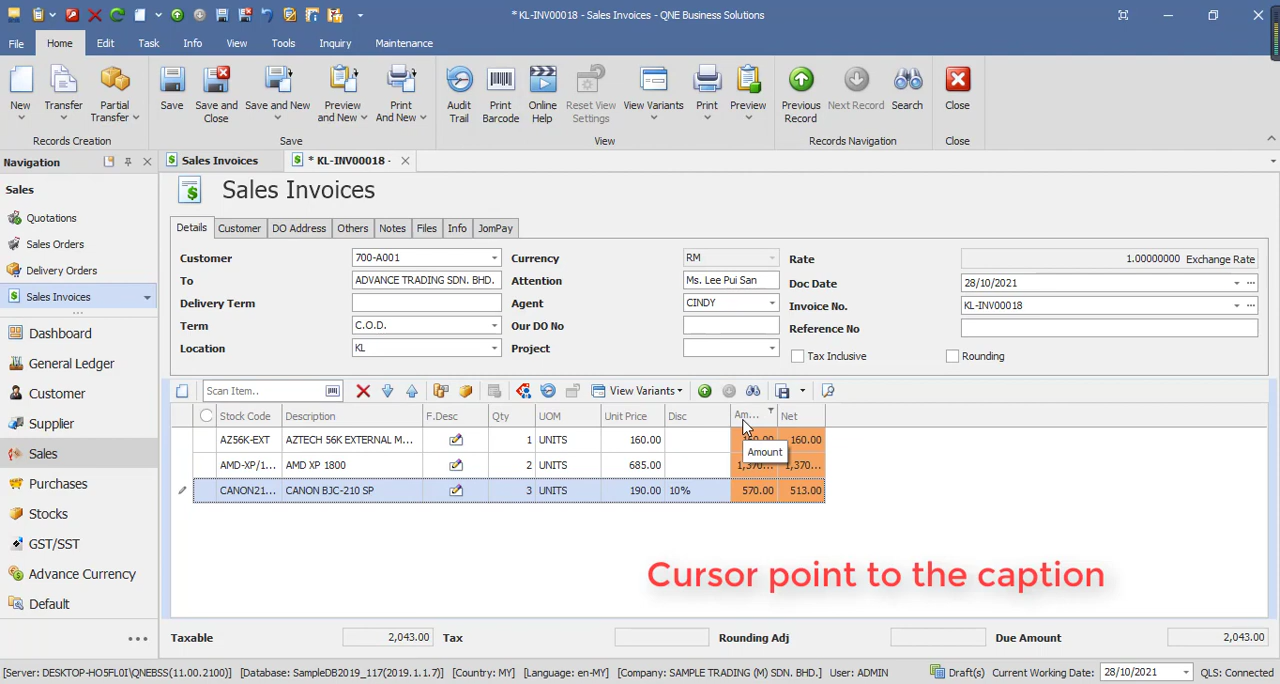 * KL-INV00018 - Sales Invoices - QNE Business Solutions
File Home Edit Task Info View Tools Inquiry Maintenance
New Transfer Partial Transfer Save Save and Close Save and New Preview and New Print And New Audit Trail Print Barcode Online Help Reset View Settings View Variants Print Preview Previous Record Next Record Search Close
Records Creation Save View Records Navigation Close
Navigation
Sales Invoices * KL-INV00018 -
Sales
Quotations
Sales Orders
Delivery Orders
Sales Invoices
Dashboard
General Ledger
Customer
Supplier
Sales
Purchases
Stocks
GST/SST
Advance Currency
Default
Sales Invoices
Details Customer DO Address Others Notes Files Info JomPay
Customer 700-A001 Currency RM Rate 1.00000000 Exchange Rate
To ADVANCE TRADING SDN. BHD. Attention Ms. Lee Pui San Doc Date 28/10/2021
Delivery Term Agent CINDY Invoice No. KL-INV00018
Term C.O.D. Our DO No Reference No
Location KL Project Tax Inclusive Rounding
Scan Item.. View Variants
Stock Code Description F.Desc Qty UOM Unit Price Disc Am... Net
AZ56K-EXT AZTECH 56K EXTERNAL M... 1 UNITS 160.00 160.00 160.00
AMD-XP/1... AMD XP 1800 2 UNITS 685.00 1,370... 1,370...
CANON21... CANON BJC-210 SP 3 UNITS 190.00 10% 570.00 513.00
Amount
Cursor point to the caption
Taxable 2,043.00 Tax Rounding Adj Due Amount 2,043.00
[Server: DESKTOP-HO5FL0I\QNEBSS(11.00.2100)] [Database: SampleDB2019_117(2019.1.1.7)] [Country: MY] [Language: en-MY] [Company: SAMPLE TRADING (M) SDN. BHD.] User: ADMIN Draft(s) Current Working Date: 28/10/2021 QLS: Connected